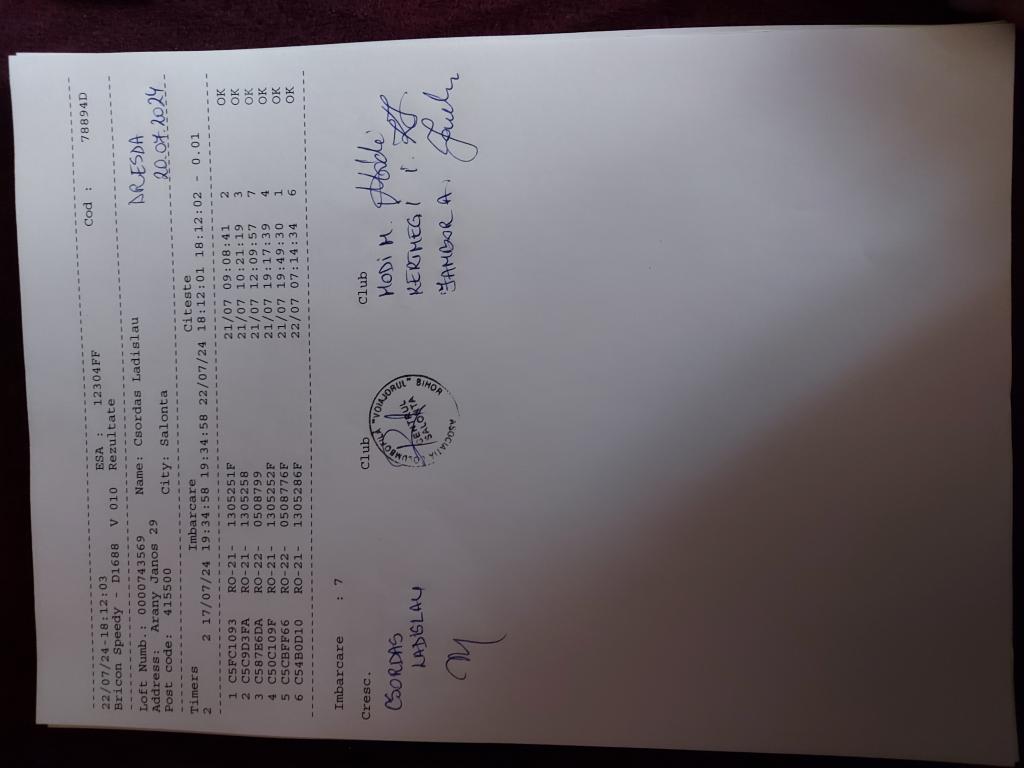 22/07/24-18:12:03 ESA : 12304FF Cod : 78894D
Bricon Speedy - D1688 V 010 Rezultate
Loft Numb.: 0000743569 Name: Csordas Ladislau DRESDA
Address: Arany Janos 29 20.07.2024
Post code: 415500 City: Salonta
Timers Imbarcare Citeste
2 2 17/07/24 19:34:58 19:34:58 22/07/24 18:12:01 18:12:02 - 0.01
1 C5FC1093 RO-21- 1305251F 21/07 09:08:41 2 OK
2 C5C9D3FA RO-21- 1305258 21/07 10:21:19 3 OK
3 C587E6DA RO-22- 0508799 21/07 12:09:57 7 OK
4 C50C109F RO-21- 1305252F 21/07 19:17:39 4 OK
5 C5CBFF66 RO-22- 0508776F 21/07 19:49:30 1 OK
6 C54B0D10 RO-21- 1305286F 22/07 07:14:34 6 OK
Imbarcare : 7
Cresc. Club Club
CSORDAS LADISLAU
COLUMBOFILA "VOIAJORUL" BIHOR
ASOCIATIA
CENTRUL
SALONTA
MODI M.
KERTMEGI I.
JAMBOR A.